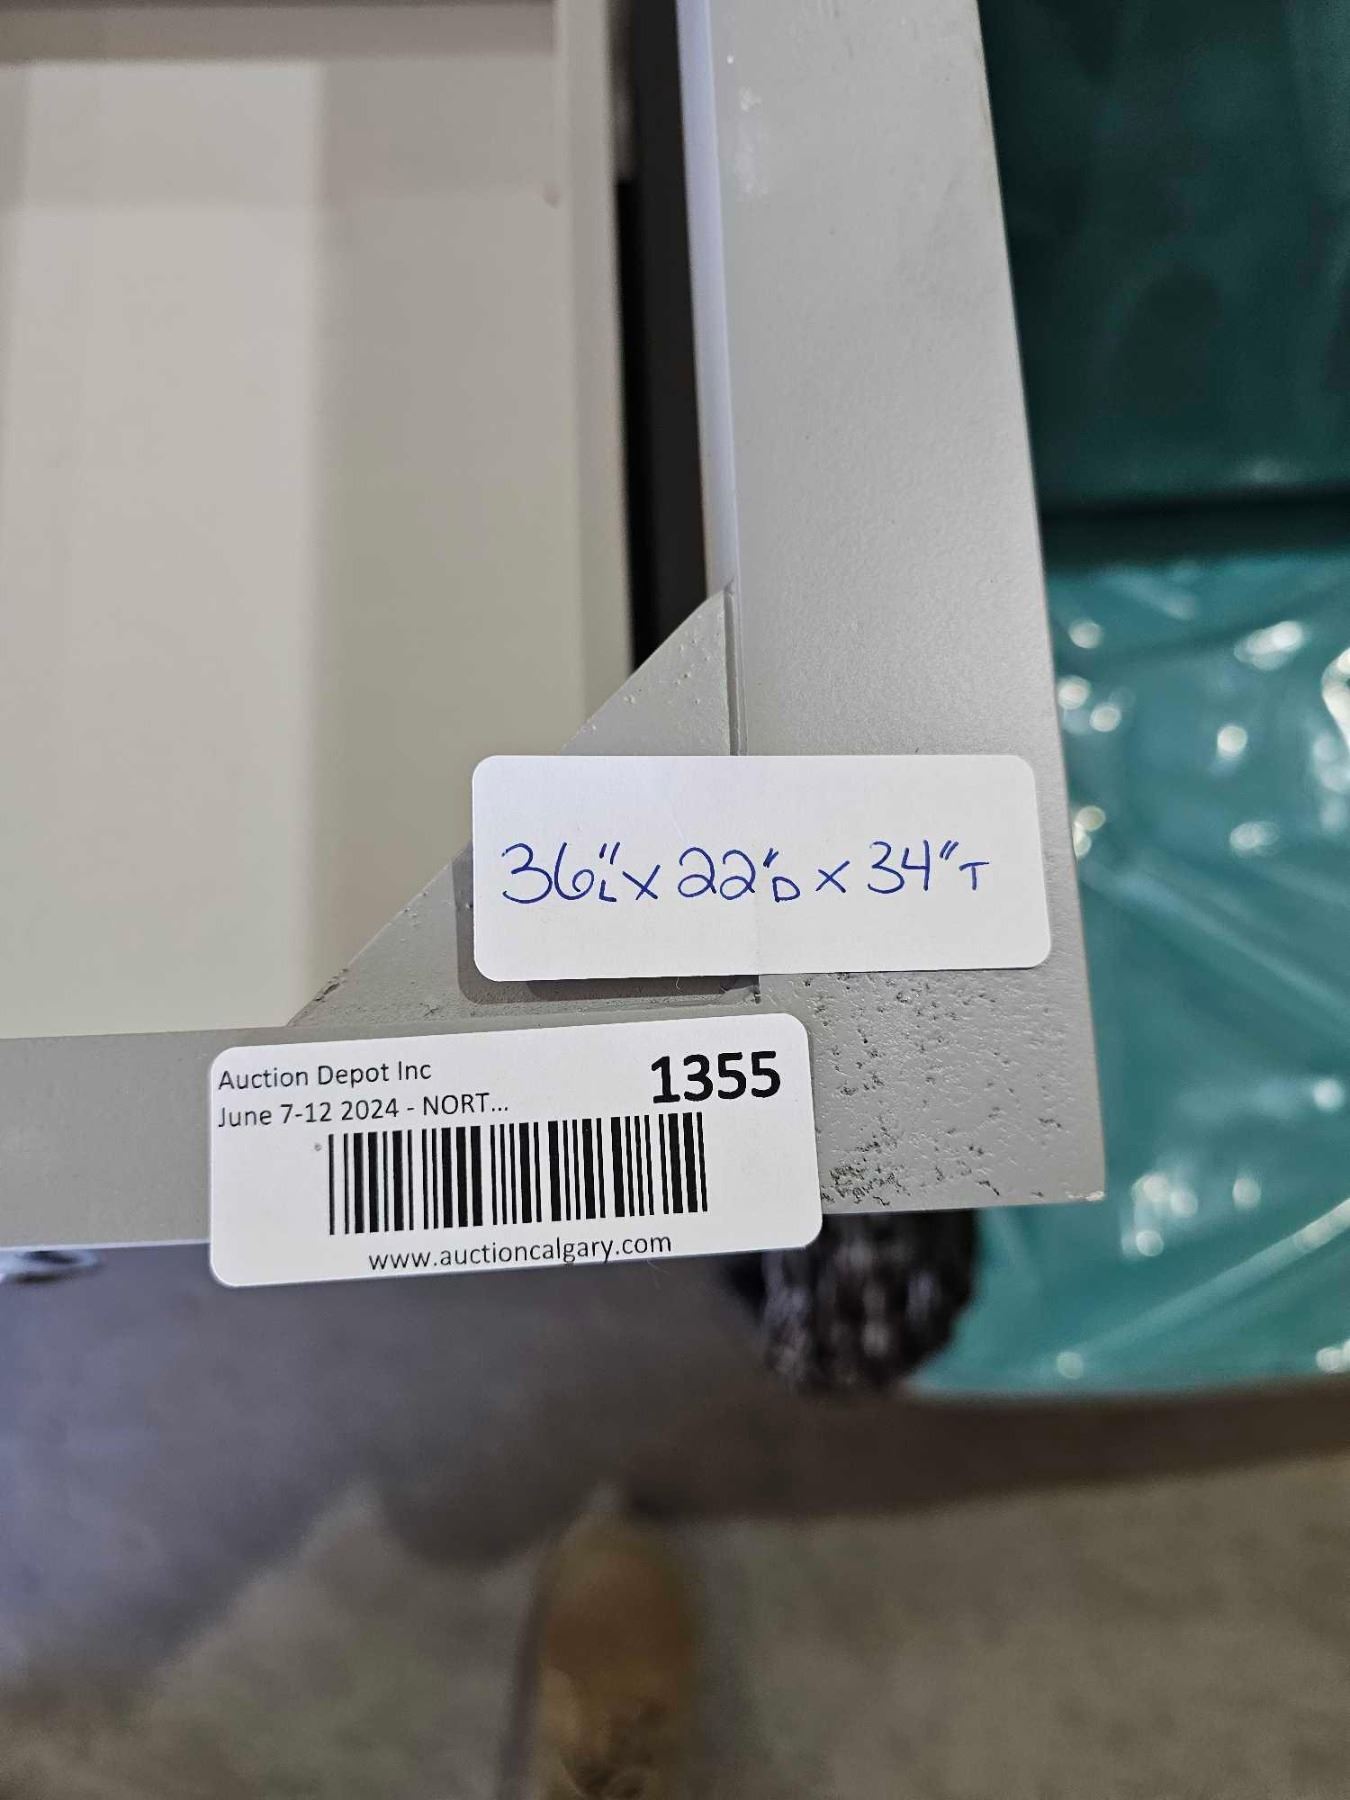 36"L x 22"D x 34"T
Auction Depot Inc
1355
June 7-12 2024 - NORT...
www.auctioncalgary.com